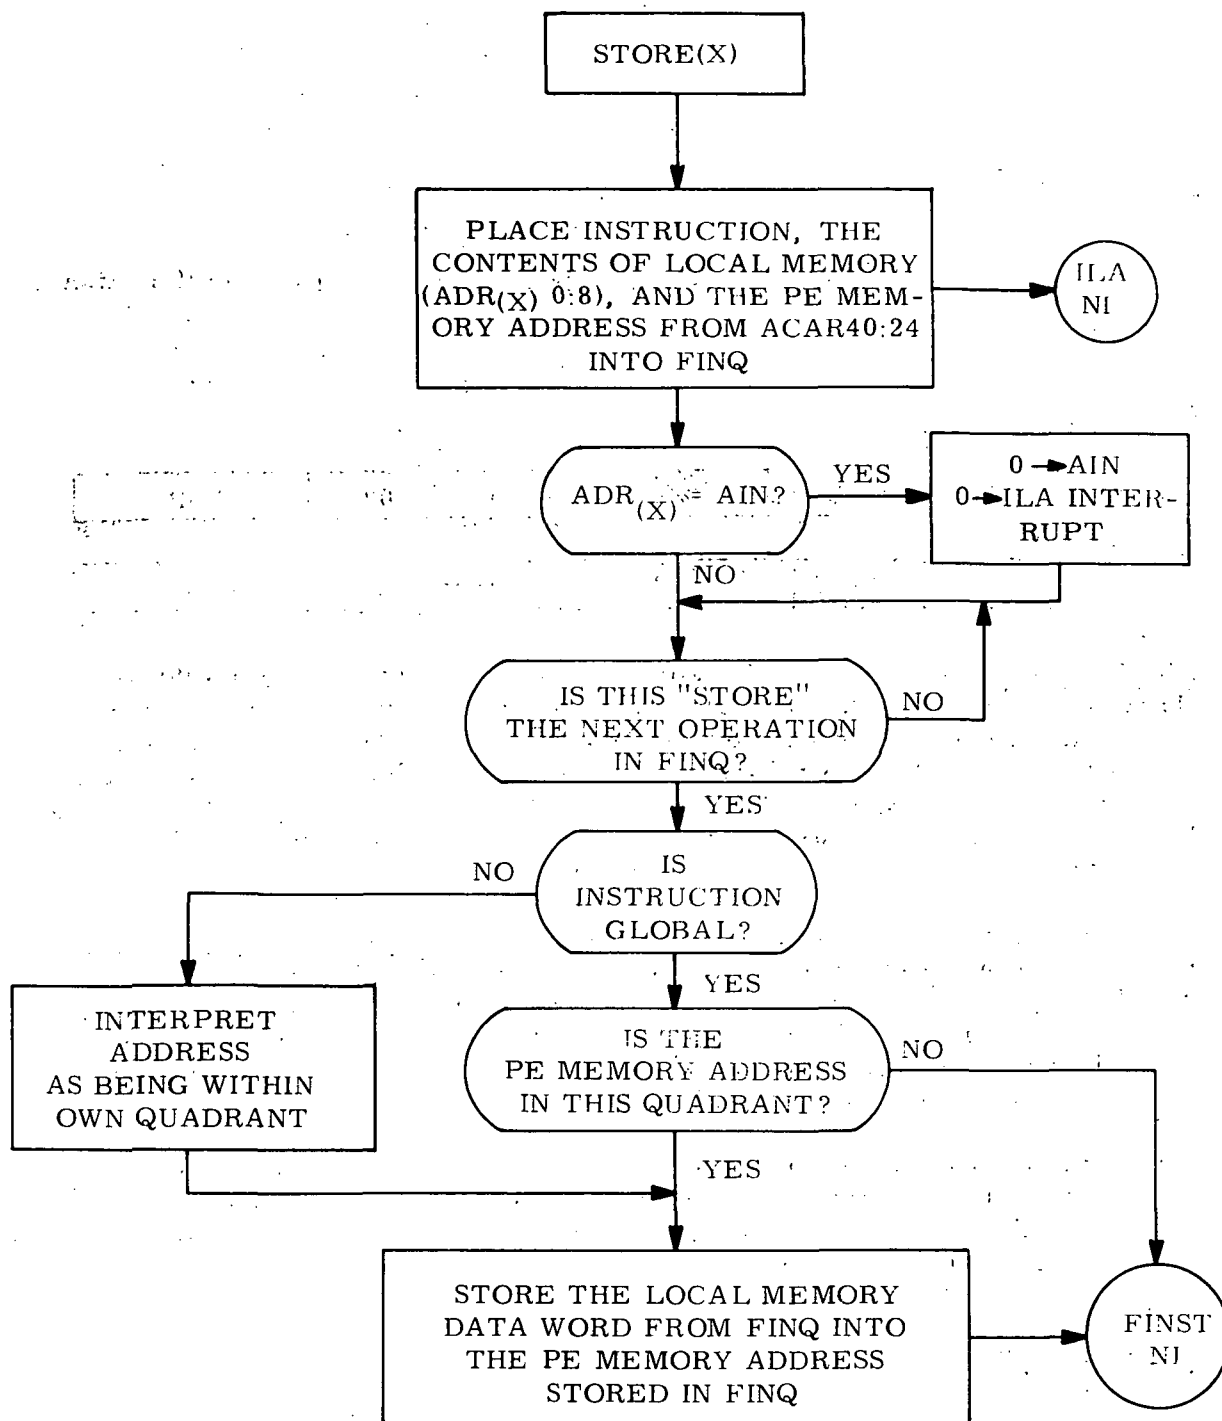 STORE(X)
PLACE INSTRUCTION, THE
CONTENTS OF LOCAL MEMORY
(ADR(X) 0:8), AND THE PE MEM-
ORY ADDRESS FROM ACAR40:24
INTO FINQ
ILA
NI
ADR(X) = AIN?
YES
0→AIN
0→ILA INTER-
RUPT
NO
IS THIS "STORE"
THE NEXT OPERATION
IN FINQ?
NO
YES
IS
INSTRUCTION
GLOBAL?
NO
YES
INTERPRET
ADDRESS
AS BEING WITHIN
OWN QUADRANT
IS THE
PE MEMORY ADDRESS
IN THIS QUADRANT?
NO
YES
STORE THE LOCAL MEMORY
DATA WORD FROM FINQ INTO
THE PE MEMORY ADDRESS
STORED IN FINQ
FINST
NI